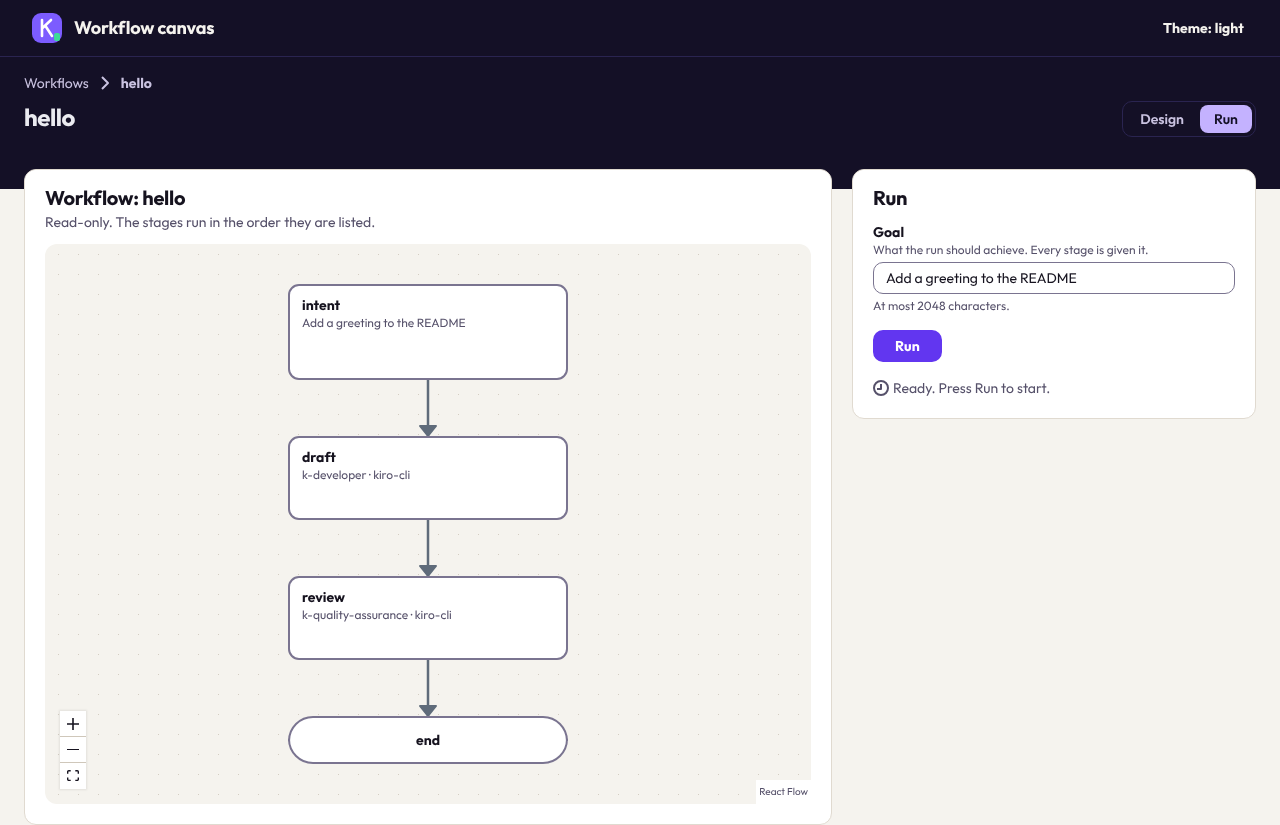 K
Workflow canvas
Theme: light
Workflows
hello
hello
Design
Run
Workflow: hello
Read-only. The stages run in the order they are listed.
intent
Add a greeting to the README
draft
k-developer · kiro-cli
review
k-quality-assurance · kiro-cli
end
React Flow
Run
Goal
What the run should achieve. Every stage is given it.
Add a greeting to the README
At most 2048 characters.
Run
Ready. Press Run to start.